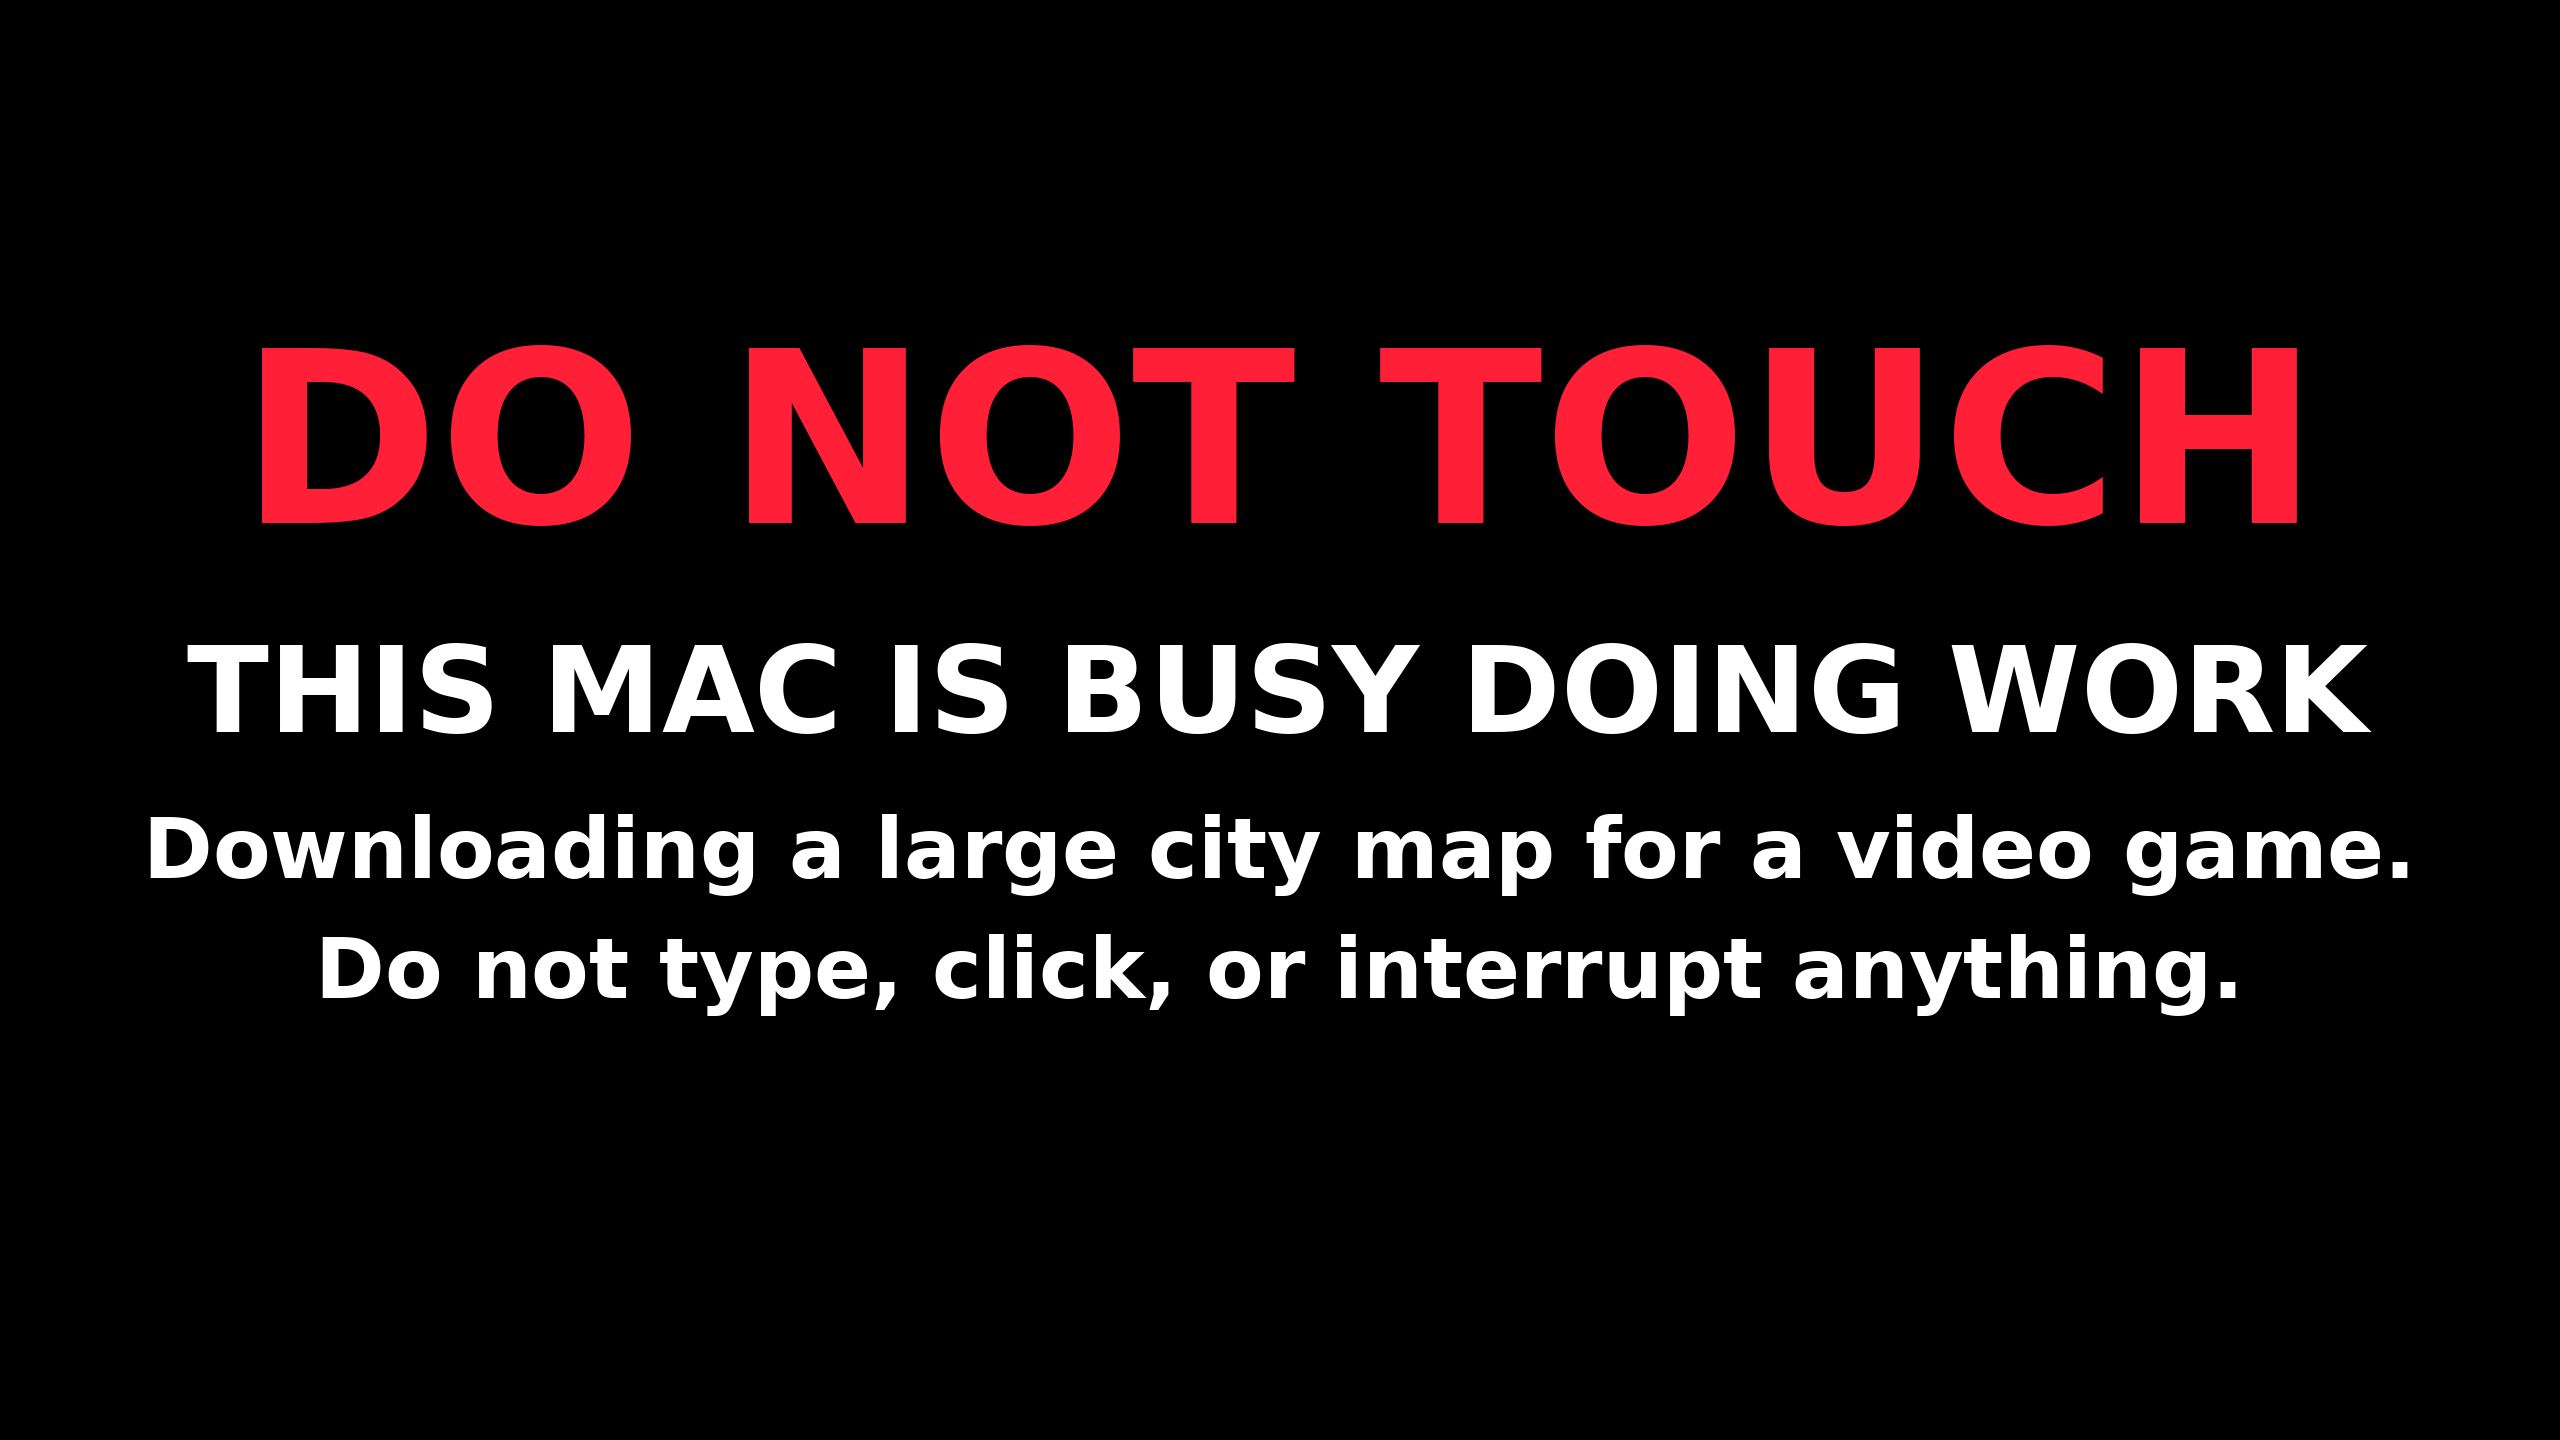 DO NOT TOUCH
THIS MAC IS BUSY DOING WORK
Downloading a large city map for a video game.
Do not type, click, or interrupt anything.